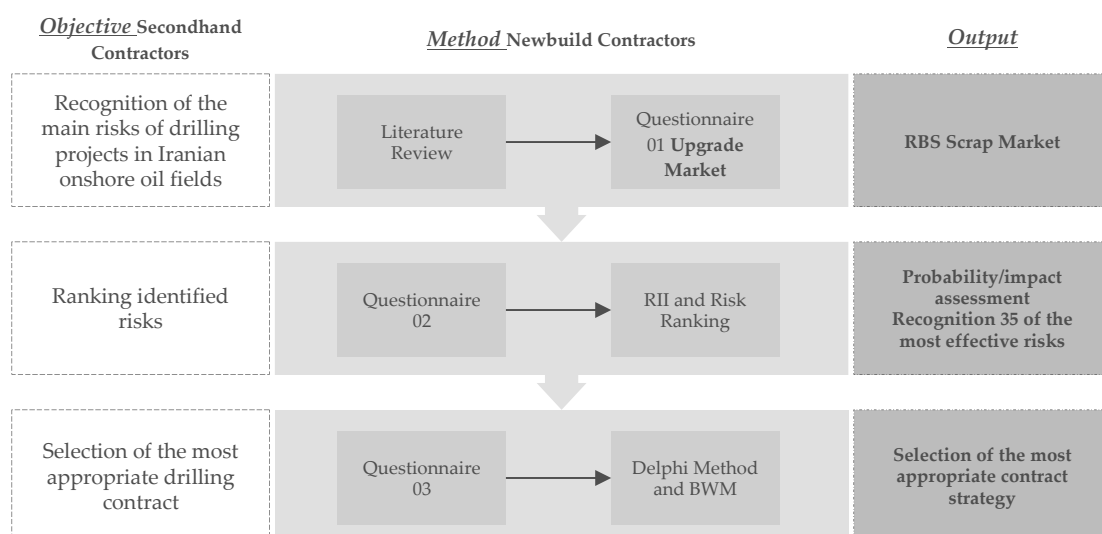 Objective Secondhand
Contractors
Method Newbuild Contractors
Output
Recognition of the
main risks of drilling
projects in Iranian
onshore oil fields
Literature
Review
Questionnaire
01 Upgrade
Market
RBS Scrap Market
Ranking identified
risks
Questionnaire
02
RII and Risk
Ranking
Probability/impact
assessment
Recognition 35 of the
most effective risks
Selection of the most
appropriate drilling
contract
Questionnaire
03
Delphi Method
and BWM
Selection of the most
appropriate contract
strategy